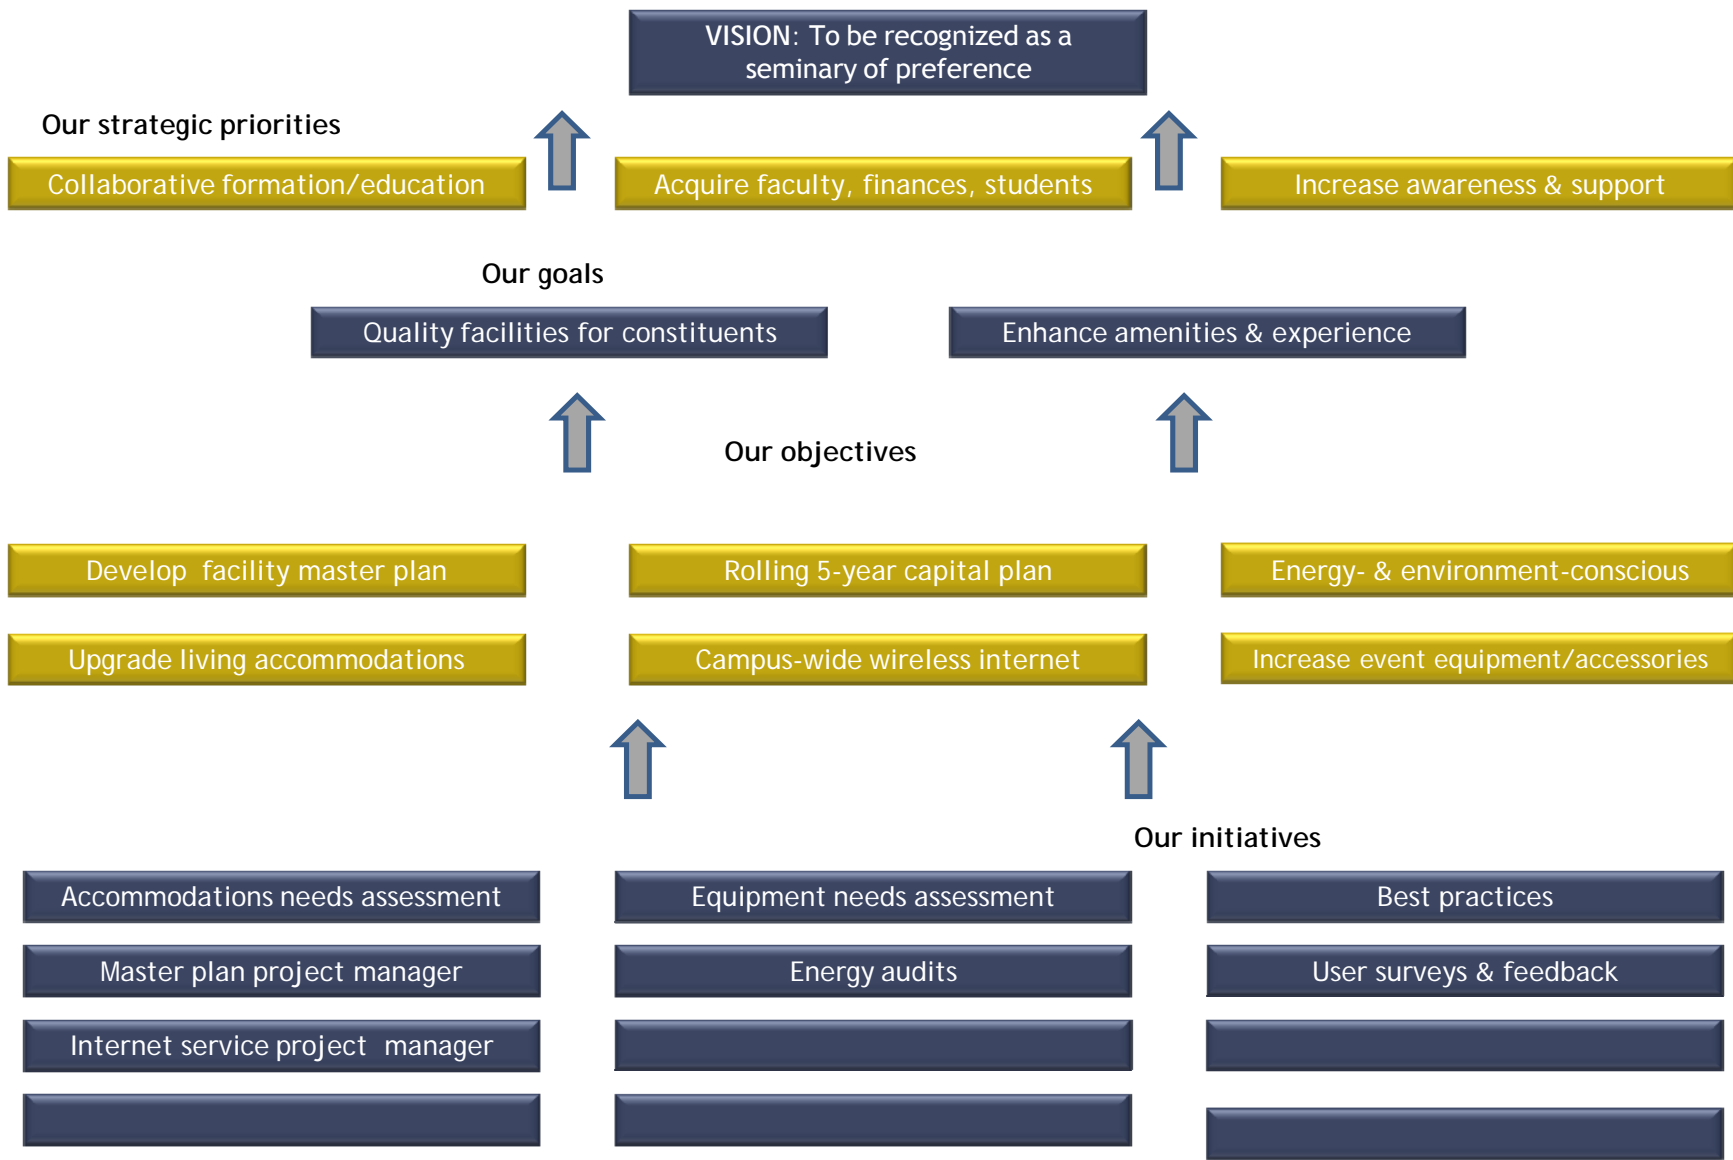 VISION: To be recognized as a
seminary of preference
Our strategic priorities
Collaborative formation/education
Acquire faculty, finances, students
Increase awareness & support
Our goals
Quality facilities for constituents
Enhance amenities & experience
Our objectives
Develop facility master plan
Rolling 5-year capital plan
Energy- & environment-conscious
Upgrade living accommodations
Campus-wide wireless internet
Increase event equipment/accessories
Our initiatives
Accommodations needs assessment
Equipment needs assessment
Best practices
Master plan project manager
Energy audits
User surveys & feedback
Internet service project manager